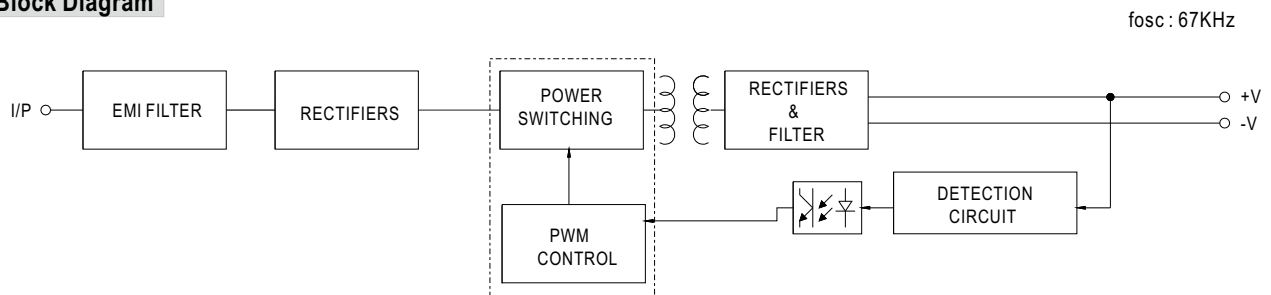 Block Diagram
fosc : 67KHz
I/P
EMI FILTER
RECTIFIERS
POWER
SWITCHING
RECTIFIERS
&
FILTER
+V
-V
DETECTION
CIRCUIT
PWM
CONTROL